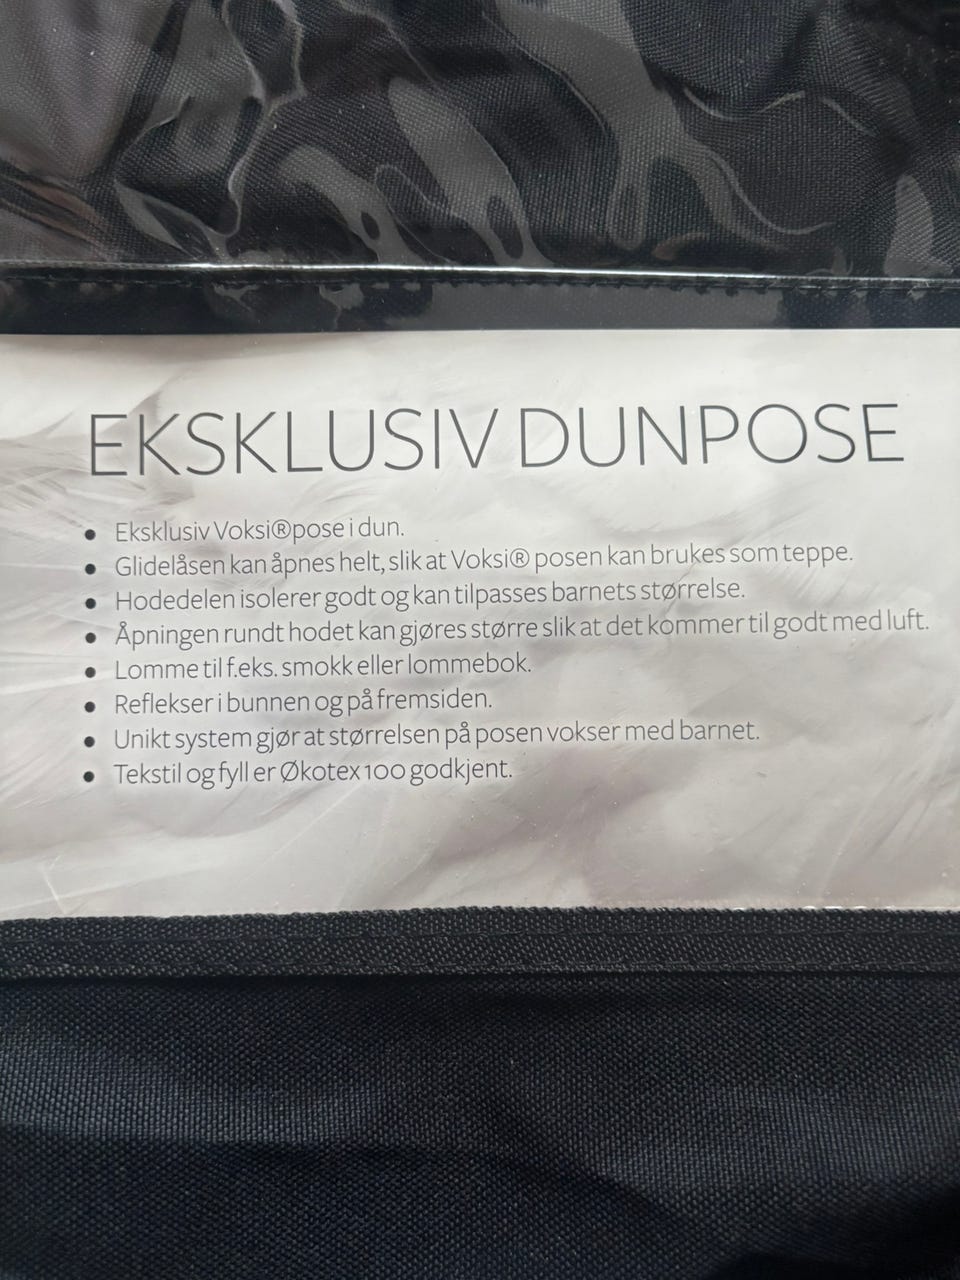 EKSKLUSIV DUNPOSE
• Eksklusiv Voksi®pose i dun.
• Glidelåsen kan åpnes helt, slik at Voksi® posen kan brukes som teppe.
• Hodedelen isolerer godt og kan tilpasses barnets størrelse.
• Åpningen rundt hodet kan gjøres større slik at det kommer til godt med luft.
• Lomme til f.eks. smokk eller lommebok.
• Reflekser i bunnen og på fremsiden.
• Unikt system gjør at størrelsen på posen vokser med barnet.
• Tekstil og fyll er Økotex 100 godkjent.